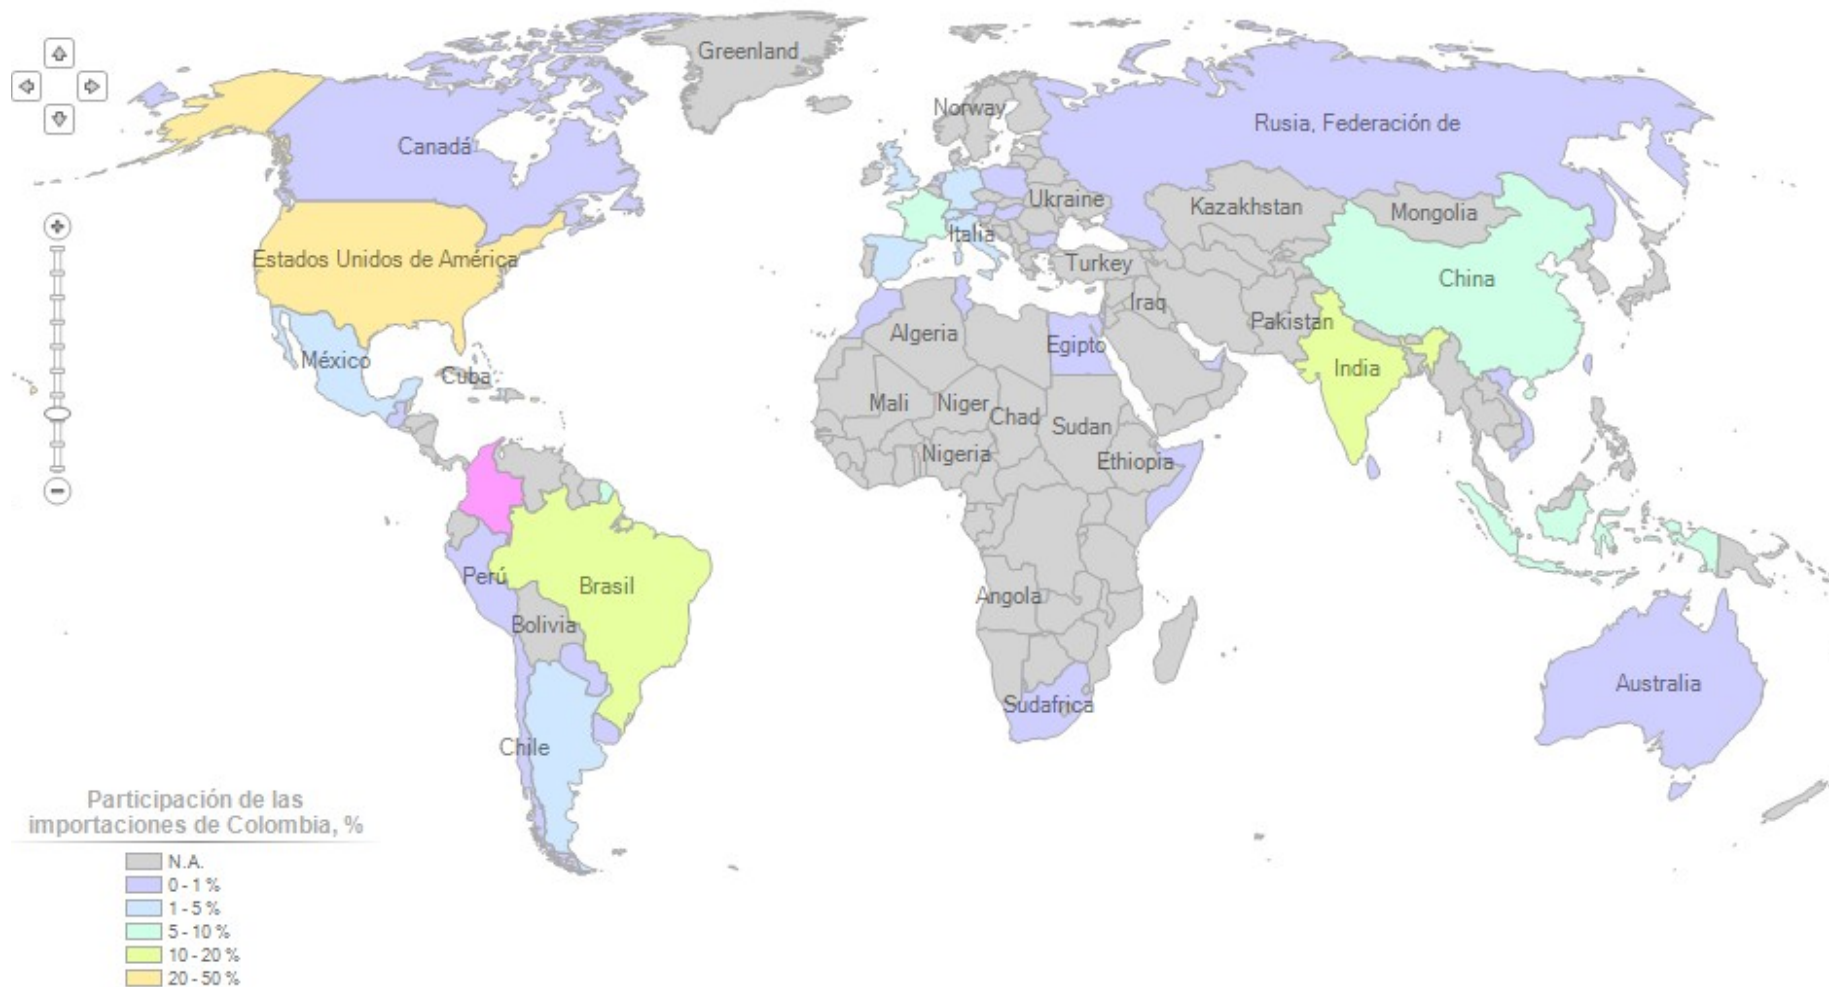 Greenland
Norway
Rusia, Federación de
Canadá
Ukraine
Kazakhstan
Mongolia
Italia
Estados Unidos de América
Turkey
China
Iraq
Pakistan
Algeria
Egipto
México
India
Cuba
Mali
Niger
Chad
Sudan
Nigeria
Ethiopia
Perú
Brasil
Angola
Bolivia
Australia
Sudafrica
Chile
Participación de las
importaciones de Colombia, %
N.A.
0 - 1 %
1 - 5 %
5 - 10 %
10 - 20 %
20 - 50 %